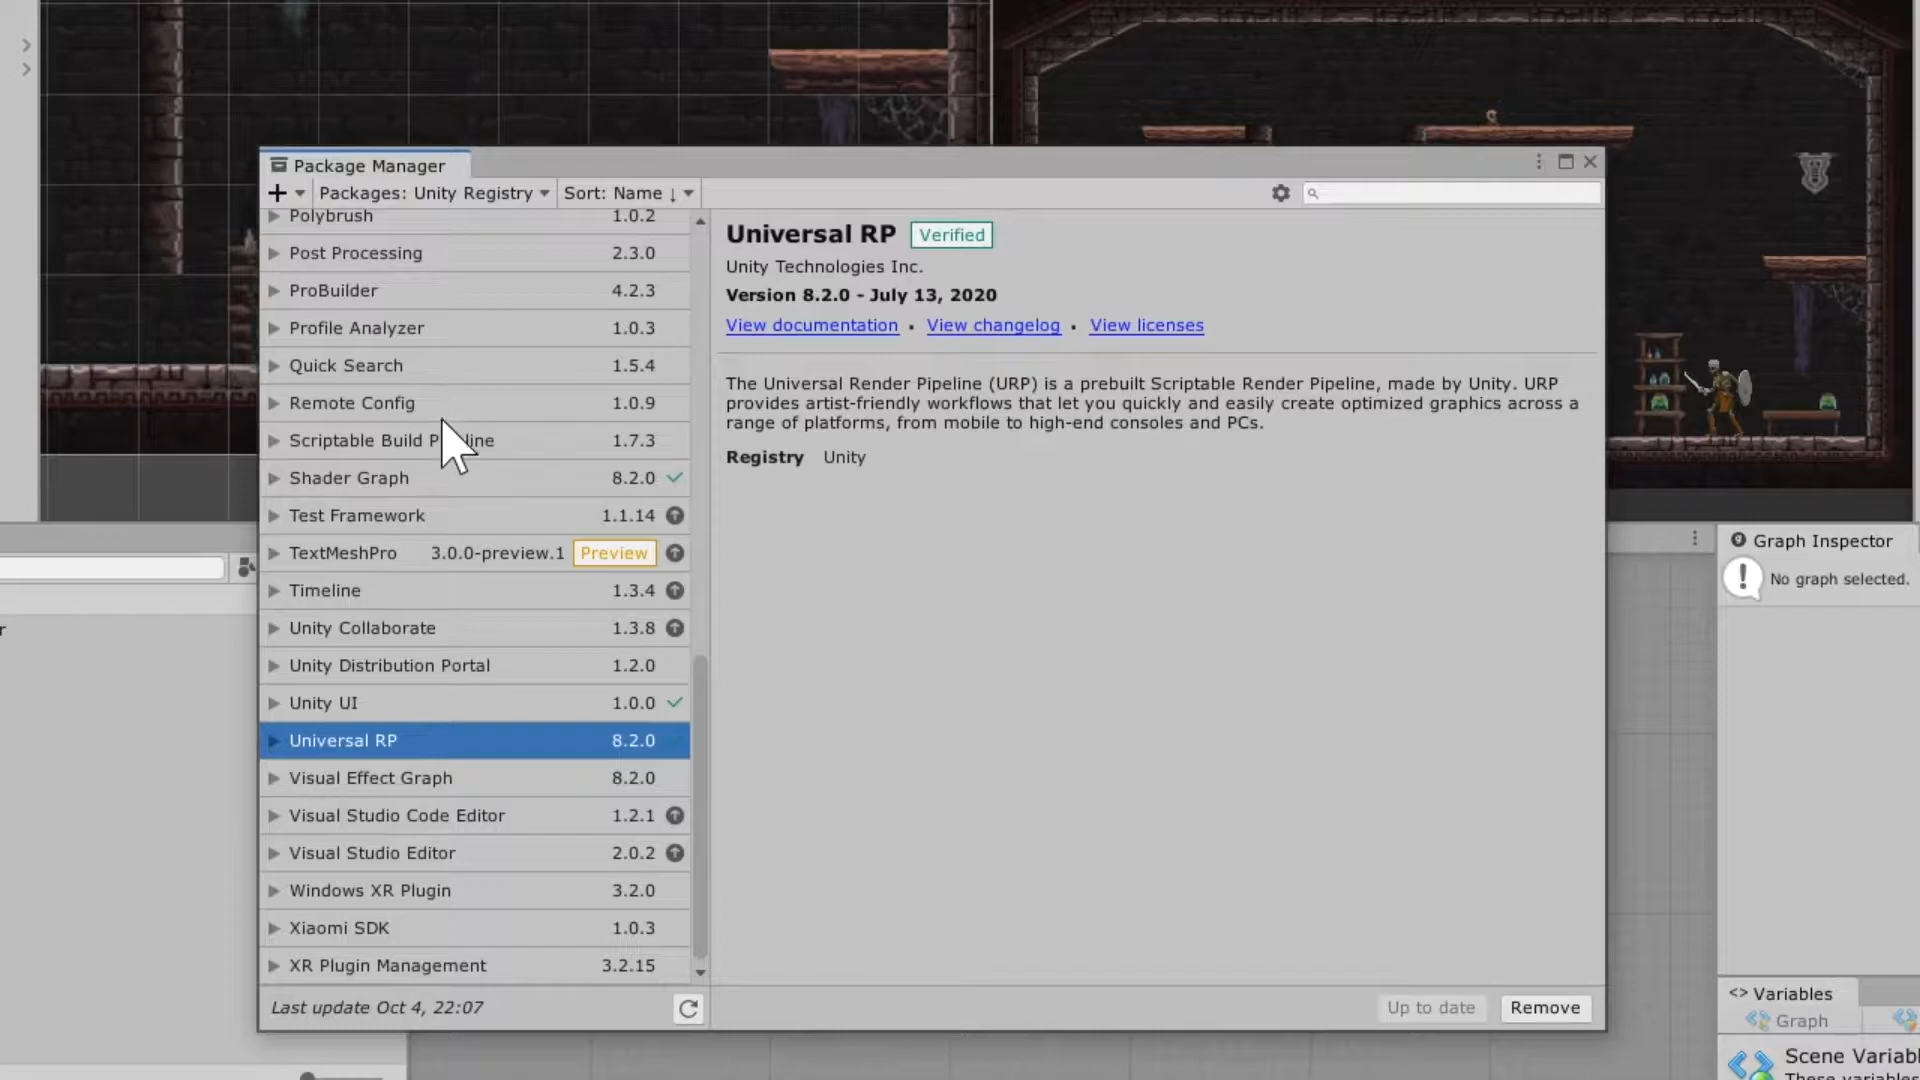 Package Manager
Packages: Unity Registry
Sort: Name ↓
Polybrush 1.0.2
Post Processing 2.3.0
ProBuilder 4.2.3
Profile Analyzer 1.0.3
Quick Search 1.5.4
Remote Config 1.0.9
Scriptable Build P line 1.7.3
Shader Graph 8.2.0
Test Framework 1.1.14
TextMeshPro 3.0.0-preview.1 Preview
Timeline 1.3.4
Unity Collaborate 1.3.8
Unity Distribution Portal 1.2.0
Unity UI 1.0.0
Universal RP 8.2.0
Visual Effect Graph 8.2.0
Visual Studio Code Editor 1.2.1
Visual Studio Editor 2.0.2
Windows XR Plugin 3.2.0
Xiaomi SDK 1.0.3
XR Plugin Management 3.2.15
Last update Oct 4, 22:07
Universal RP Verified
Unity Technologies Inc.
Version 8.2.0 - July 13, 2020
View documentation • View changelog • View licenses
The Universal Render Pipeline (URP) is a prebuilt Scriptable Render Pipeline, made by Unity. URP
provides artist-friendly workflows that let you quickly and easily create optimized graphics across a
range of platforms, from mobile to high-end consoles and PCs.
Registry Unity
Up to date Remove
Graph Inspector
No graph selected.
<> Variables
Graph
Scene Variabl
r